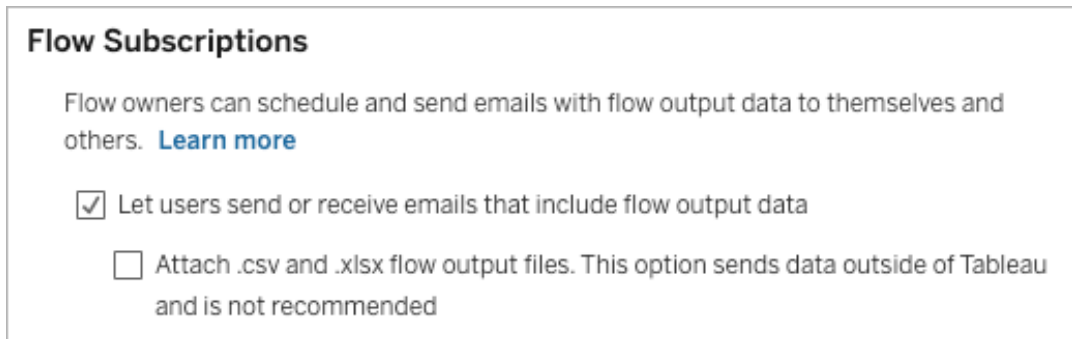 Flow Subscriptions
Flow owners can schedule and send emails with flow output data to themselves and
others. Learn more
Let users send or receive emails that include flow output data
Attach .csv and .xlsx flow output files. This option sends data outside of Tableau
and is not recommended